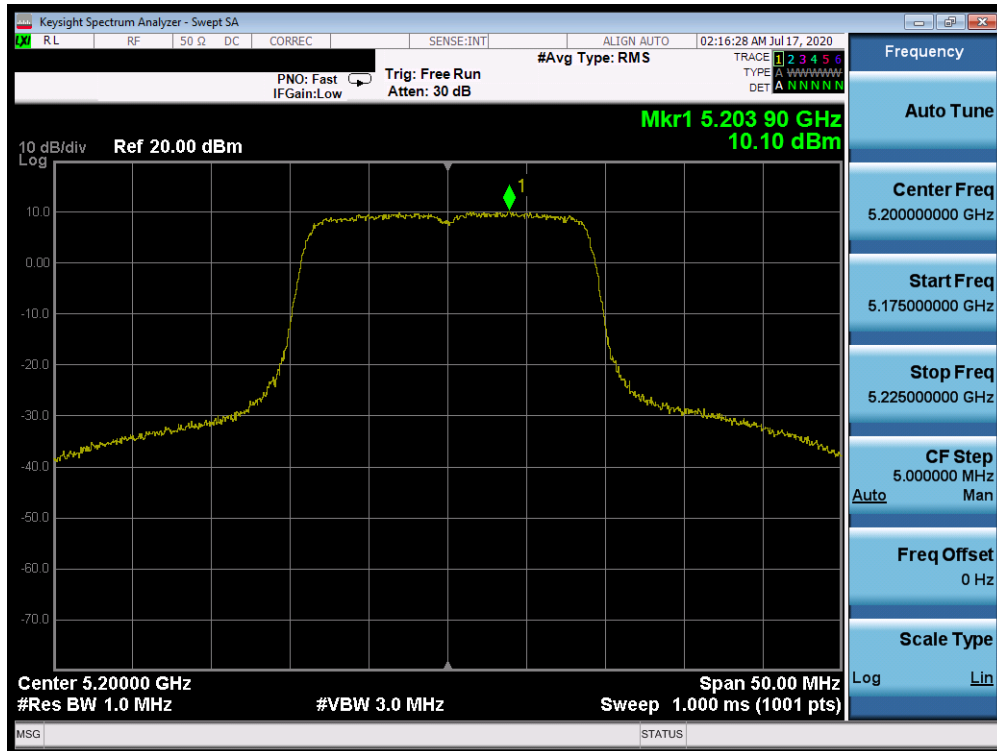 Keysight Spectrum Analyzer - Swept SA
LXI RL RF 50 Ω DC CORREC SENSE:INT ALIGN AUTO 02:16:28 AM Jul 17, 2020
#Avg Type: RMS TRACE 1 2 3 4 5 6
PNO: Fast Trig: Free Run TYPE A WWWWW
IFGain:Low Atten: 30 dB DET A N N N N N
Mkr1 5.203 90 GHz
10.10 dBm
10 dB/div Ref 20.00 dBm
Log
1
10.0
0.00
-10.0
-20.0
-30.0
-40.0
-50.0
-60.0
-70.0
Center 5.20000 GHz Span 50.00 MHz
#Res BW 1.0 MHz #VBW 3.0 MHz Sweep 1.000 ms (1001 pts)
MSG STATUS
Frequency
Auto Tune
Center Freq
5.200000000 GHz
Start Freq
5.175000000 GHz
Stop Freq
5.225000000 GHz
CF Step
5.000000 MHz
Auto Man
Freq Offset
0 Hz
Scale Type
Log Lin